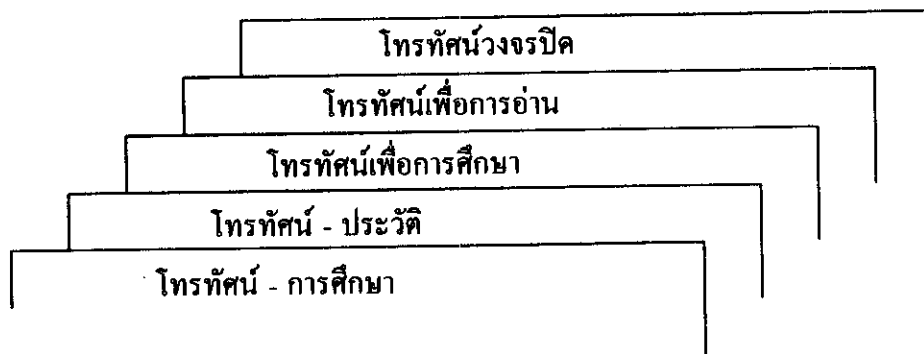 โทรทัศน์วงจรปิด
โทรทัศน์เพื่อการอ่าน
โทรทัศน์เพื่อการศึกษา
โทรทัศน์ - ประวัติ
โทรทัศน์ - การศึกษา